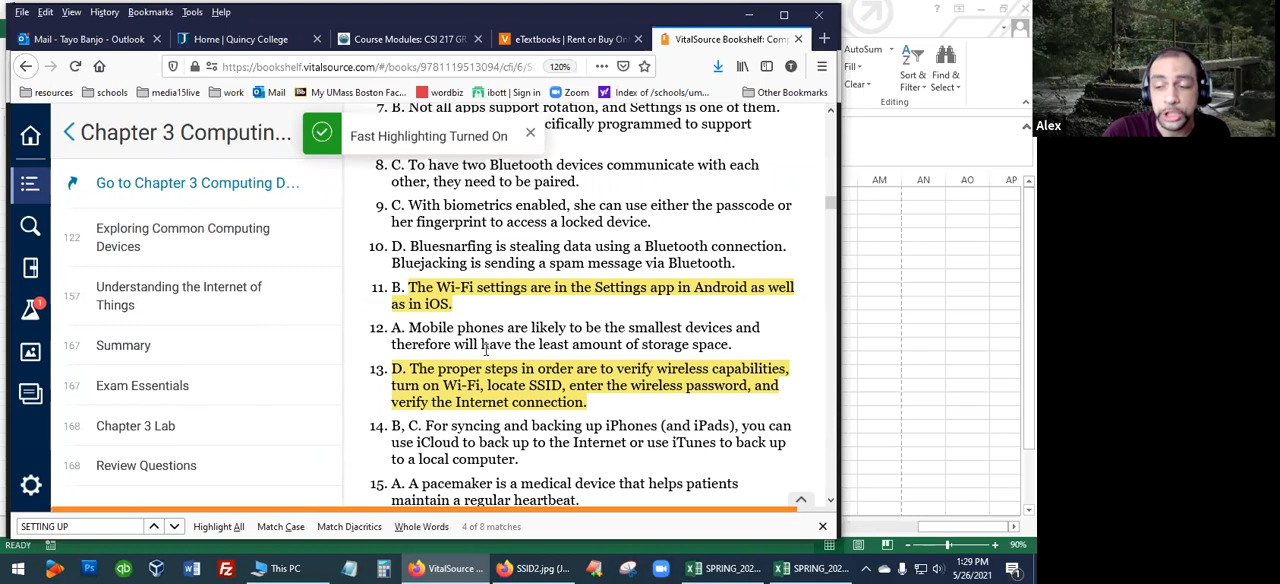 File Edit View History Bookmarks Tools Help
Mail - Tayo Banjo - Outlook
Home | Quincy College
Course Modules: CSI 217 GR
eTextbooks | Rent or Buy On
VitalSource Bookshelf: Comp
https://bookshelf.vitalsource.com/#/books/9781119513094/cfi/6/5
120%
resources schools media15live work Mail My UMass Boston Fac... wordbiz ibott | Sign in Zoom Index of /schools/um... Other Bookmarks
Chapter 3 Computin...
Fast Highlighting Turned On
Go to Chapter 3 Computing D...
122 Exploring Common Computing
Devices
157 Understanding the Internet of
Things
167 Summary
167 Exam Essentials
168 Chapter 3 Lab
168 Review Questions
1
7. B. Not all apps support rotation, and Settings is one of them.
cifically programmed to support
8. C. To have two Bluetooth devices communicate with each
other, they need to be paired.
9. C. With biometrics enabled, she can use either the passcode or
her fingerprint to access a locked device.
10. D. Bluesnarfing is stealing data using a Bluetooth connection.
Bluejacking is sending a spam message via Bluetooth.
11. B. The Wi-Fi settings are in the Settings app in Android as well
as in iOS.
12. A. Mobile phones are likely to be the smallest devices and
therefore will have the least amount of storage space.
13. D. The proper steps in order are to verify wireless capabilities,
turn on Wi-Fi, locate SSID, enter the wireless password, and
verify the Internet connection.
14. B, C. For syncing and backing up iPhones (and iPads), you can
use iCloud to back up to the Internet or use iTunes to back up
to a local computer.
15. A. A pacemaker is a medical device that helps patients
maintain a regular heartbeat.
SETTING UP
Highlight All Match Case Match Diacritics Whole Words 4 of 8 matches
AutoSum
Fill
Clear
Sort &
Filter
Find &
Select
Editing
AM AN AO AP
Alex
READY
90%
This PC
VitalSource ...
SSID2.jpg (J...
SPRING_202...
SPRING_202...
1:29 PM
5/26/2021
1